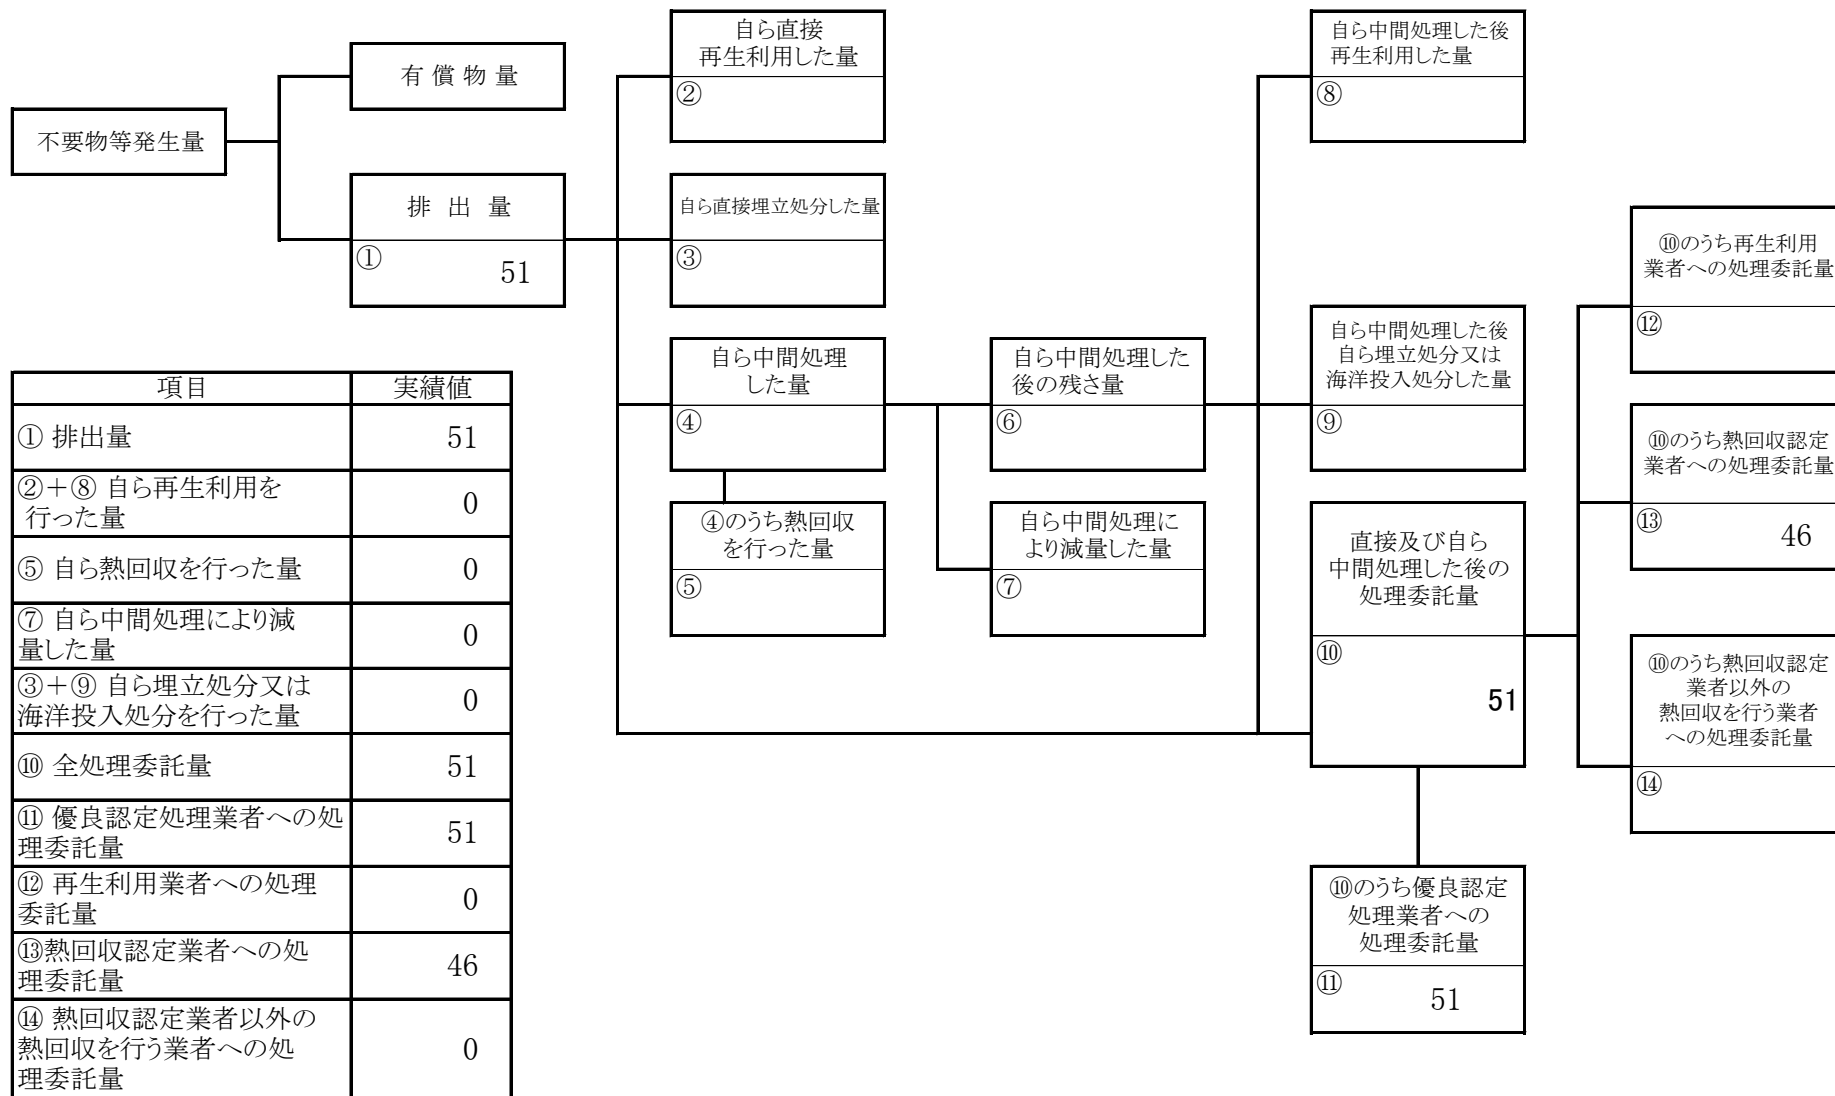 不要物等発生量
有 償 物 量
排 出 量
①
51
自ら直接
再生利用した量
②
自ら直接埋立処分した量
③
自ら中間処理
した量
④
④のうち熱回収
を行った量
⑤
自ら中間処理した
後の残さ量
⑥
自ら中間処理に
より減量した量
⑦
自ら中間処理した後
再生利用した量
⑧
自ら中間処理した後
自ら埋立処分又は
海洋投入処分した量
⑨
直接及び自ら
中間処理した後の
処理委託量
⑩
51
⑩のうち優良認定
処理業者への
処理委託量
⑪
51
⑩のうち再生利用
業者への処理委託量
⑫
⑩のうち熱回収認定
業者への処理委託量
⑬
46
⑩のうち熱回収認定
業者以外の
熱回収を行う業者
への処理委託量
⑭
項目 実績値
① 排出量 51
②＋⑧ 自ら再生利用を
行った量 0
⑤ 自ら熱回収を行った量 0
⑦ 自ら中間処理により減
量した量 0
③＋⑨ 自ら埋立処分又は
海洋投入処分を行った量 0
⑩ 全処理委託量 51
⑪ 優良認定処理業者への処
理委託量 51
⑫ 再生利用業者への処理
委託量 0
⑬熱回収認定業者への処
理委託量 46
⑭ 熱回収認定業者以外の
熱回収を行う業者への処
理委託量 0